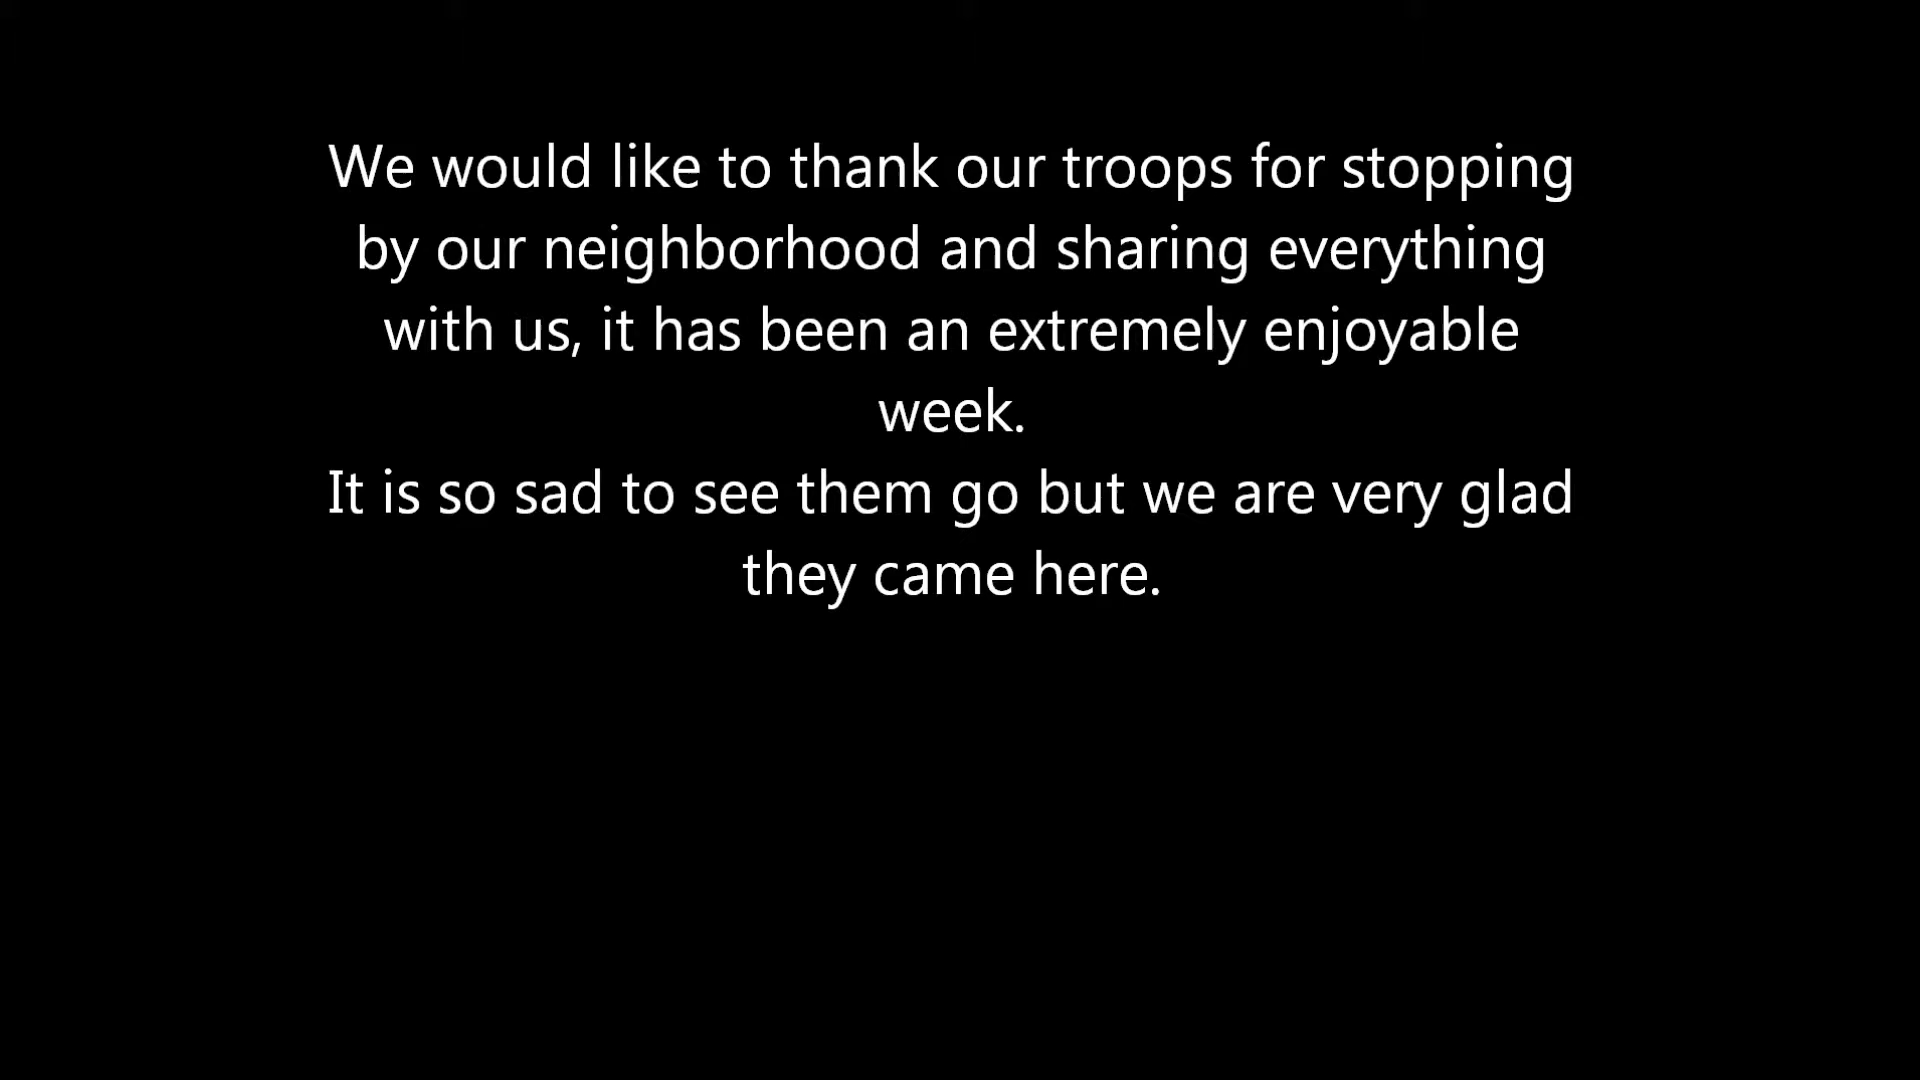 We would like to thank our troops for stopping
by our neighborhood and sharing everything
with us, it has been an extremely enjoyable
week.
It is so sad to see them go but we are very glad
they came here.